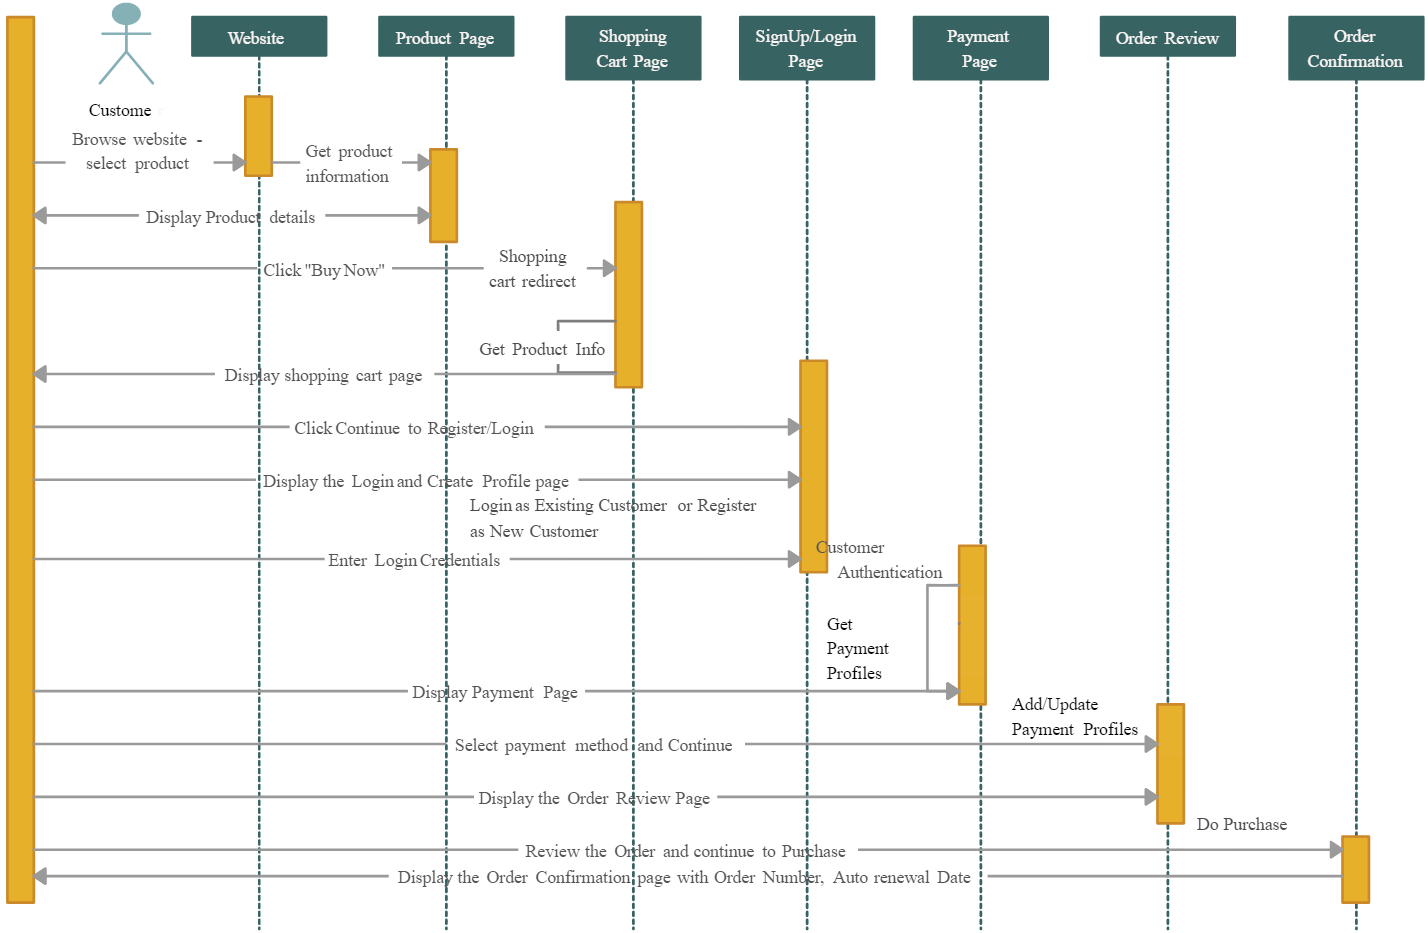 Website
Product Page
Shopping
Cart Page
SignUp/Login
Page
Payment
Page
Order Review
Order
Confirmation
Custome
Browse website -
select product
Get product
information
Display Product details
Click "Buy Now"
Shopping
cart redirect
Get Product Info
Display shopping cart page
Click Continue to Register/Login
Display the Login and Create Profile page
Login as Existing Customer or Register
as New Customer
Enter Login Credentials
Customer
Authentication
Get
Payment
Profiles
Display Payment Page
Add/Update
Payment Profiles
Select payment method and Continue
Display the Order Review Page
Do Purchase
Review the Order and continue to Purchase
Display the Order Confirmation page with Order Number, Auto renewal Date